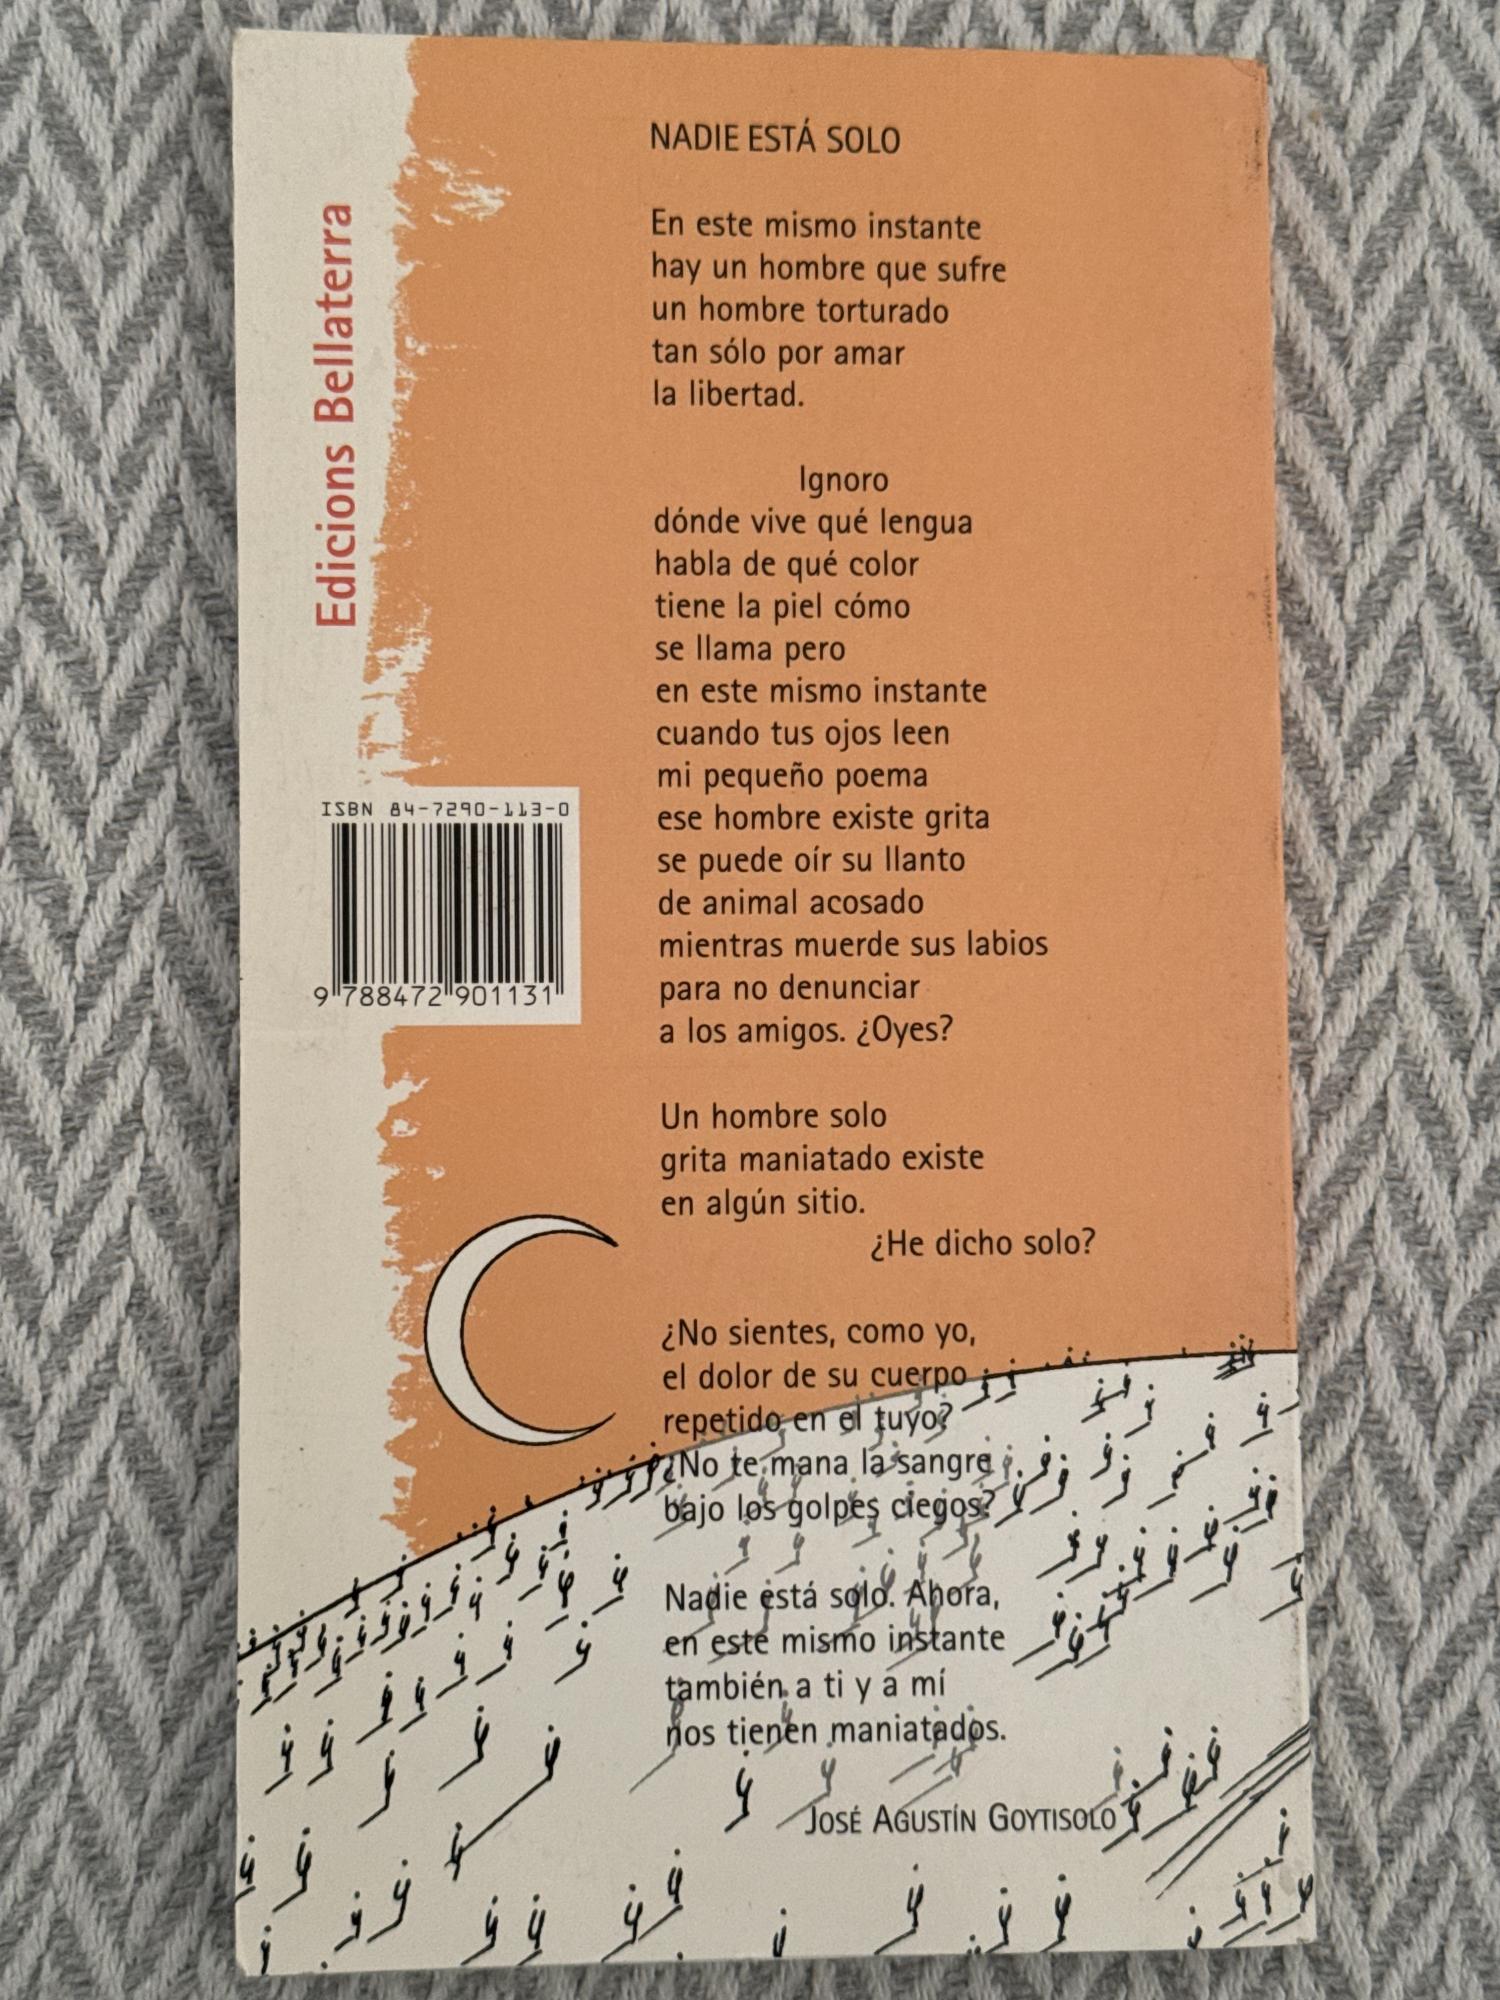 Edicions Bellaterra
ISBN 84-7290-113-0
9 788472 901131
NADIE ESTÁ SOLO
En este mismo instante
hay un hombre que sufre
un hombre torturado
tan sólo por amar
la libertad.
Ignoro
dónde vive qué lengua
habla de qué color
tiene la piel cómo
se llama pero
en este mismo instante
cuando tus ojos leen
mi pequeño poema
ese hombre existe grita
se puede oír su llanto
de animal acosado
mientras muerde sus labios
para no denunciar
a los amigos. ¿Oyes?
Un hombre solo
grita maniatado existe
en algún sitio.
¿He dicho solo?
¿No sientes, como yo,
el dolor de su cuerpo
repetido en el tuyo?
¿No te mana la sangre
bajo los golpes ciegos?
Nadie está solo. Ahora,
en este mismo instante
también a ti y a mí
nos tienen maniatados.
JOSÉ AGUSTÍN GOYTISOLO